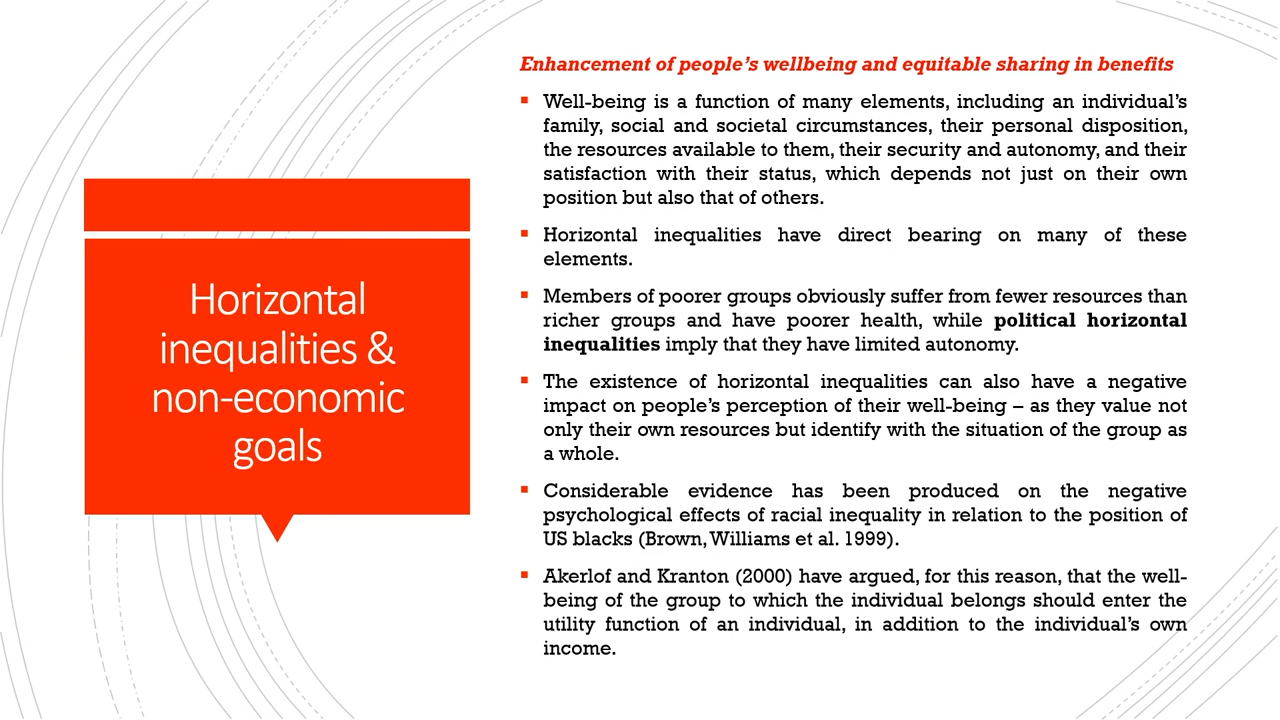 Horizontal
inequalities &
non-economic
goals
Enhancement of people's wellbeing and equitable sharing in benefits
▪ Well-being is a function of many elements, including an individual's
family, social and societal circumstances, their personal disposition,
the resources available to them, their security and autonomy, and their
satisfaction with their status, which depends not just on their own
position but also that of others.
▪ Horizontal inequalities have direct bearing on many of these
elements.
▪ Members of poorer groups obviously suffer from fewer resources than
richer groups and have poorer health, while political horizontal
inequalities imply that they have limited autonomy.
▪ The existence of horizontal inequalities can also have a negative
impact on people's perception of their well-being – as they value not
only their own resources but identify with the situation of the group as
a whole.
▪ Considerable evidence has been produced on the negative
psychological effects of racial inequality in relation to the position of
US blacks (Brown, Williams et al. 1999).
▪ Akerlof and Kranton (2000) have argued, for this reason, that the well-
being of the group to which the individual belongs should enter the
utility function of an individual, in addition to the individual's own
income.